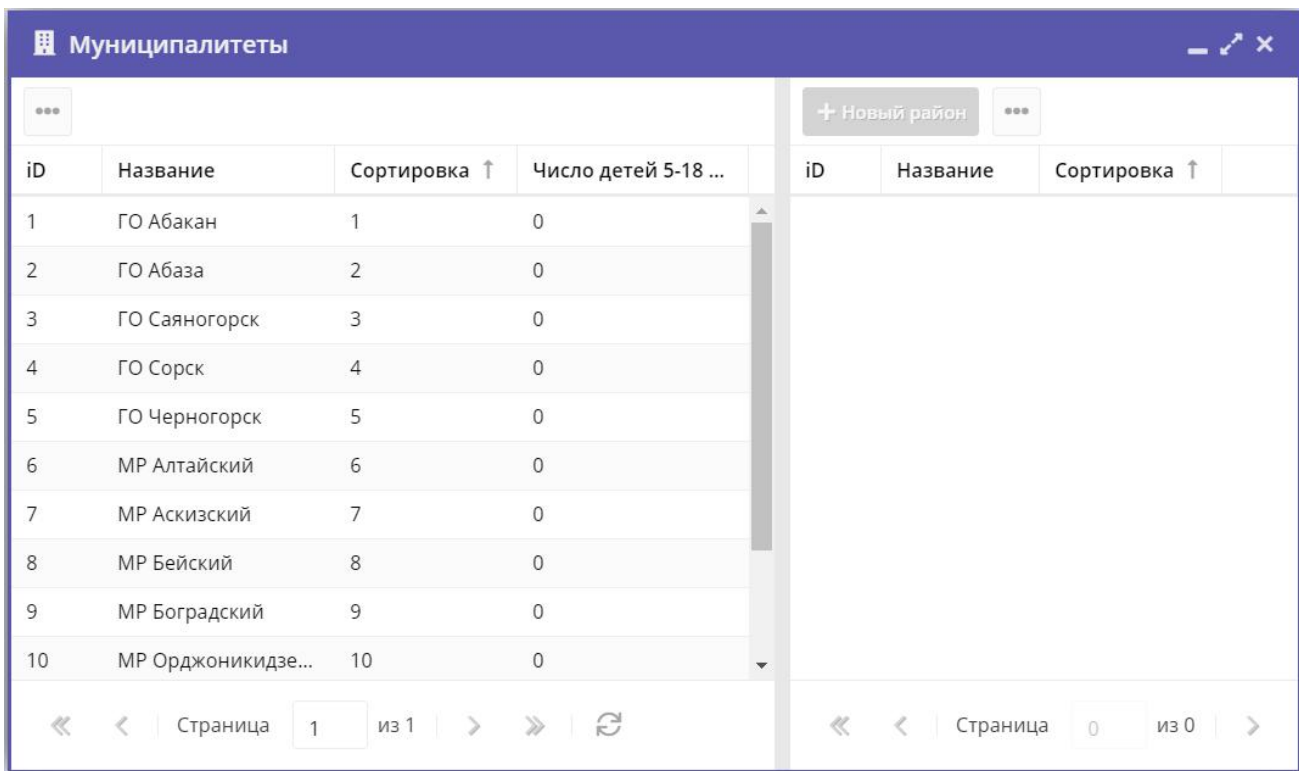 Муниципалитеты
+ Новый район
iD Название Сортировка ↑ Число детей 5-18 ...
iD Название Сортировка ↑
1 ГО Абакан 1 0
2 ГО Абаза 2 0
3 ГО Саяногорск 3 0
4 ГО Сорск 4 0
5 ГО Черногорск 5 0
6 МР Алтайский 6 0
7 МР Аскизский 7 0
8 МР Бейский 8 0
9 МР Боградский 9 0
10 МР Орджоникидзе... 10 0
Страница 1 из 1
Страница 0 из 0